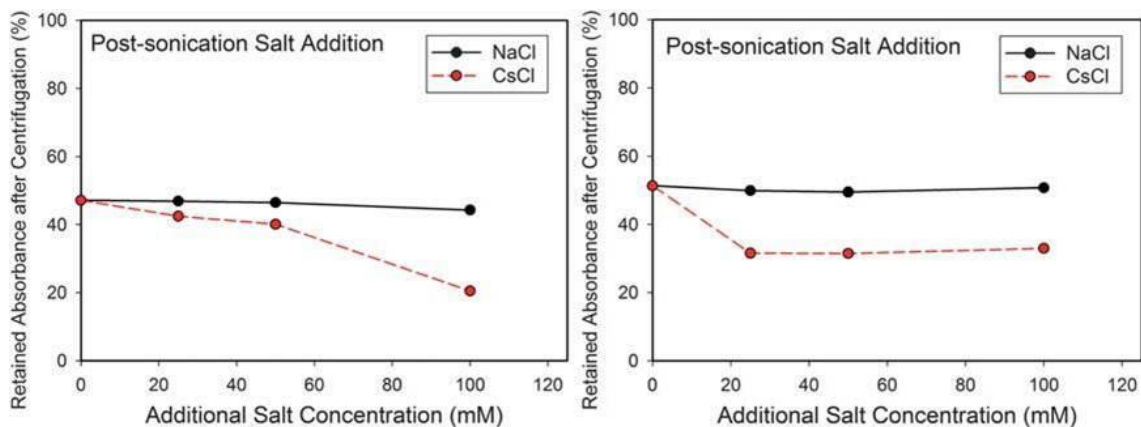 Retained Absorbance after Centrifugation (%)
100
80
60
40
20
0
Post-sonication Salt Addition
NaCl
CsCl
0 20 40 60 80 100 120
Additional Salt Concentration (mM)
Retained Absorbance after Centrifugation (%)
100
80
60
40
20
0
Post-sonication Salt Addition
NaCl
CsCl
0 20 40 60 80 100 120
Additional Salt Concentration (mM)